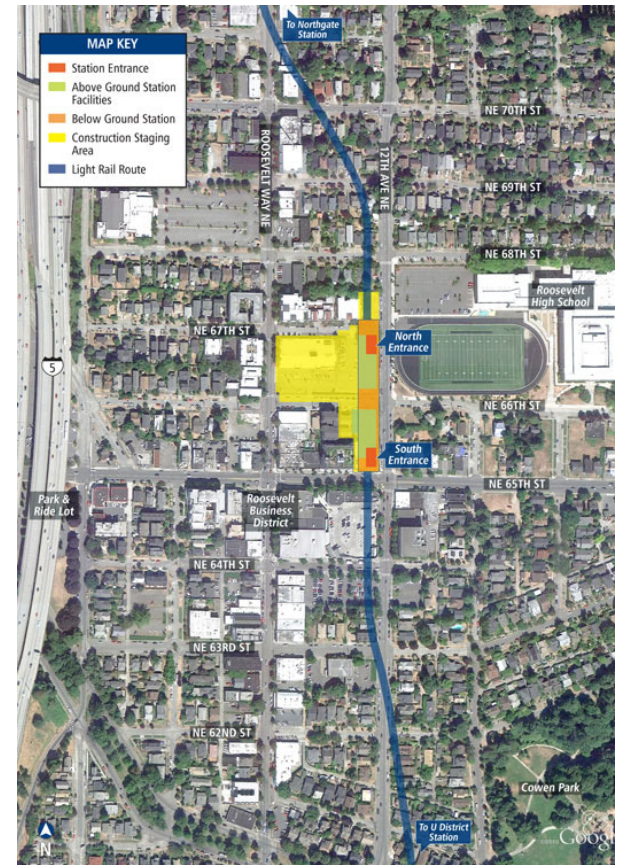 To Northgate
Station
MAP KEY
Station Entrance
Above Ground Station
Facilities
Below Ground Station
Construction Staging
Area
Light Rail Route
NE 70TH ST
ROOSEVELT WAY NE
12TH AVE NE
NE 69TH ST
NE 68TH ST
Roosevelt
High School
NE 67TH ST
North
Entrance
5
NE 66TH ST
South
Entrance
NE 65TH ST
Park &
Ride Lot
Roosevelt
Business
District
NE 64TH ST
NE 63RD ST
NE 62ND ST
Cowen Park
To U District
Station
N
Google